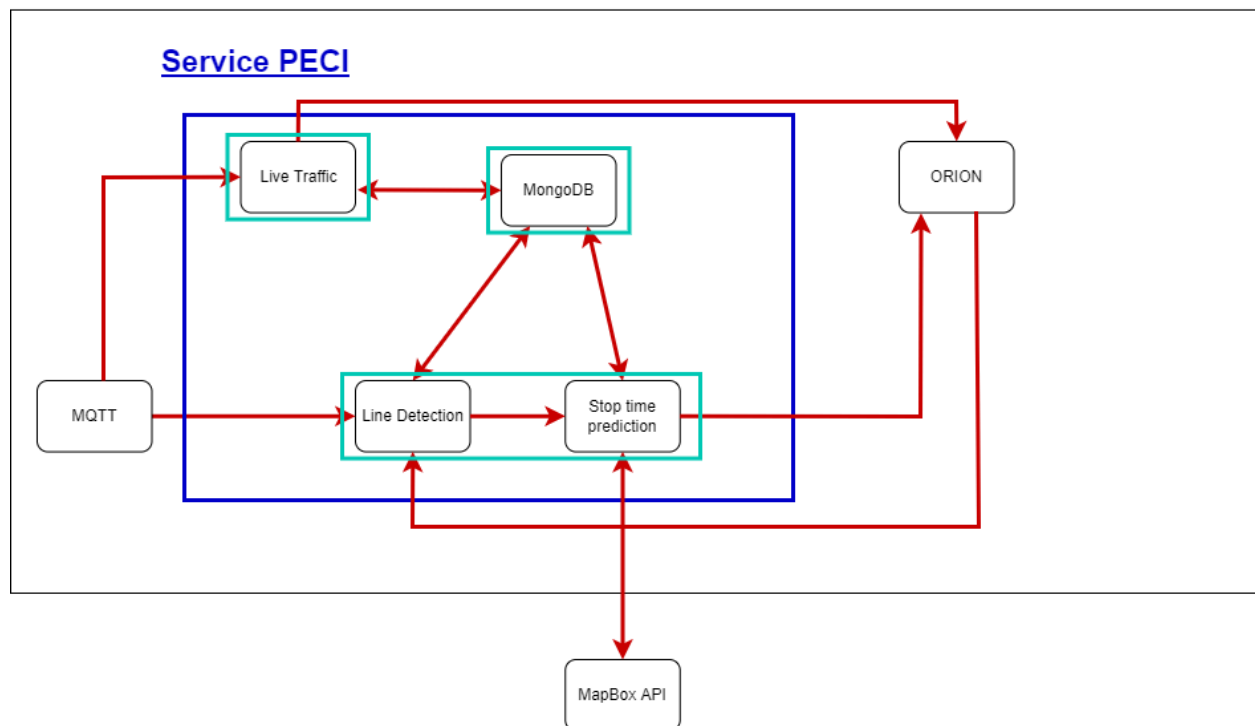 Service PECI
Live Traffic
MongoDB
ORION
MQTT
Line Detection
Stop time
prediction
MapBox API